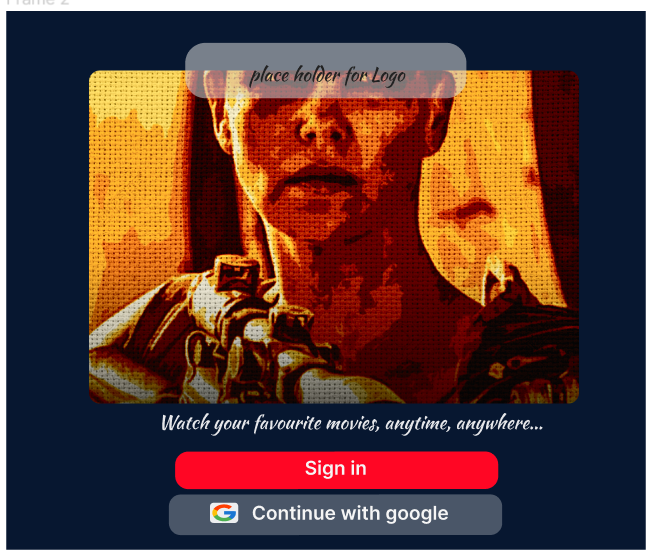 Frame 2
place holder for Logo
Watch your favourite movies, anytime, anywhere...
Sign in
Continue with google